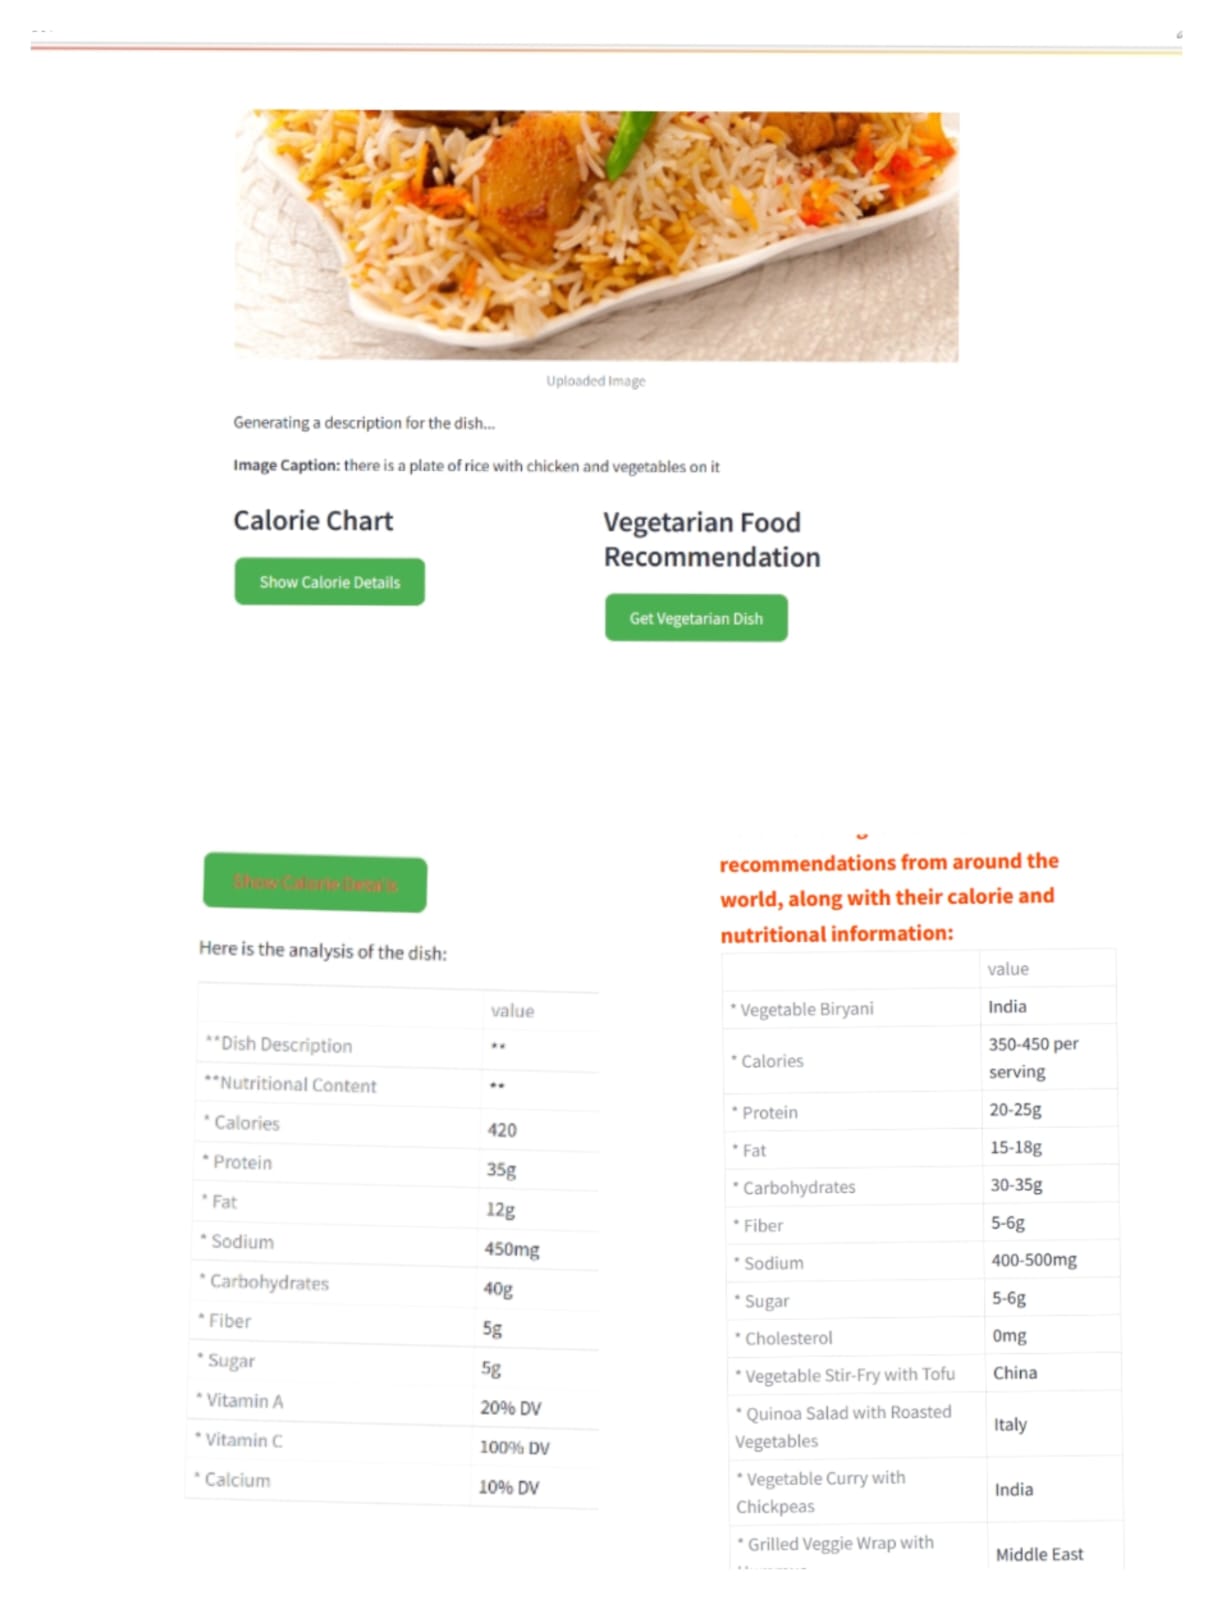 Uploaded Image
Generating a description for the dish...
Image Caption: there is a plate of rice with chicken and vegetables on it
Calorie Chart
Show Calorie Details
Vegetarian Food
Recommendation
Get Vegetarian Dish
Show Calorie Details
Here is the analysis of the dish:
value
**Dish Description **
**Nutritional Content **
* Calories 420
* Protein 35g
* Fat 12g
* Sodium 450mg
* Carbohydrates 40g
* Fiber 5g
* Sugar 5g
* Vitamin A 20% DV
* Vitamin C 100% DV
* Calcium 10% DV
recommendations from around the
world, along with their calorie and
nutritional information:
value
* Vegetable Biryani India
* Calories 350-450 per
serving
* Protein 20-25g
* Fat 15-18g
* Carbohydrates 30-35g
* Fiber 5-6g
* Sodium 400-500mg
* Sugar 5-6g
* Cholesterol 0mg
* Vegetable Stir-Fry with Tofu China
* Quinoa Salad with Roasted
Vegetables Italy
* Vegetable Curry with
Chickpeas India
* Grilled Veggie Wrap with
Middle East